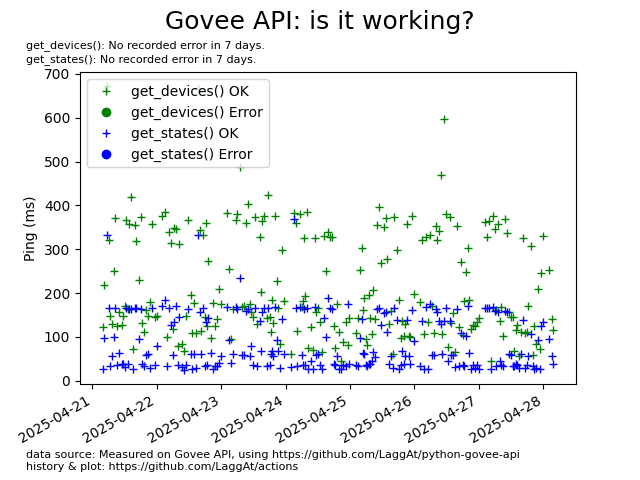 Govee API: is it working?
get_devices(): No recorded error in 7 days.
get_states(): No recorded error in 7 days.
700
600
500
400
300
200
100
0
Ping (ms)
get_devices() OK
get_devices() Error
get_states() OK
get_states() Error
2025-04-21
2025-04-22
2025-04-23
2025-04-24
2025-04-25
2025-04-26
2025-04-27
2025-04-28
data source: Measured on Govee API, using https://github.com/LaggAt/python-govee-api
history & plot: https://github.com/LaggAt/actions